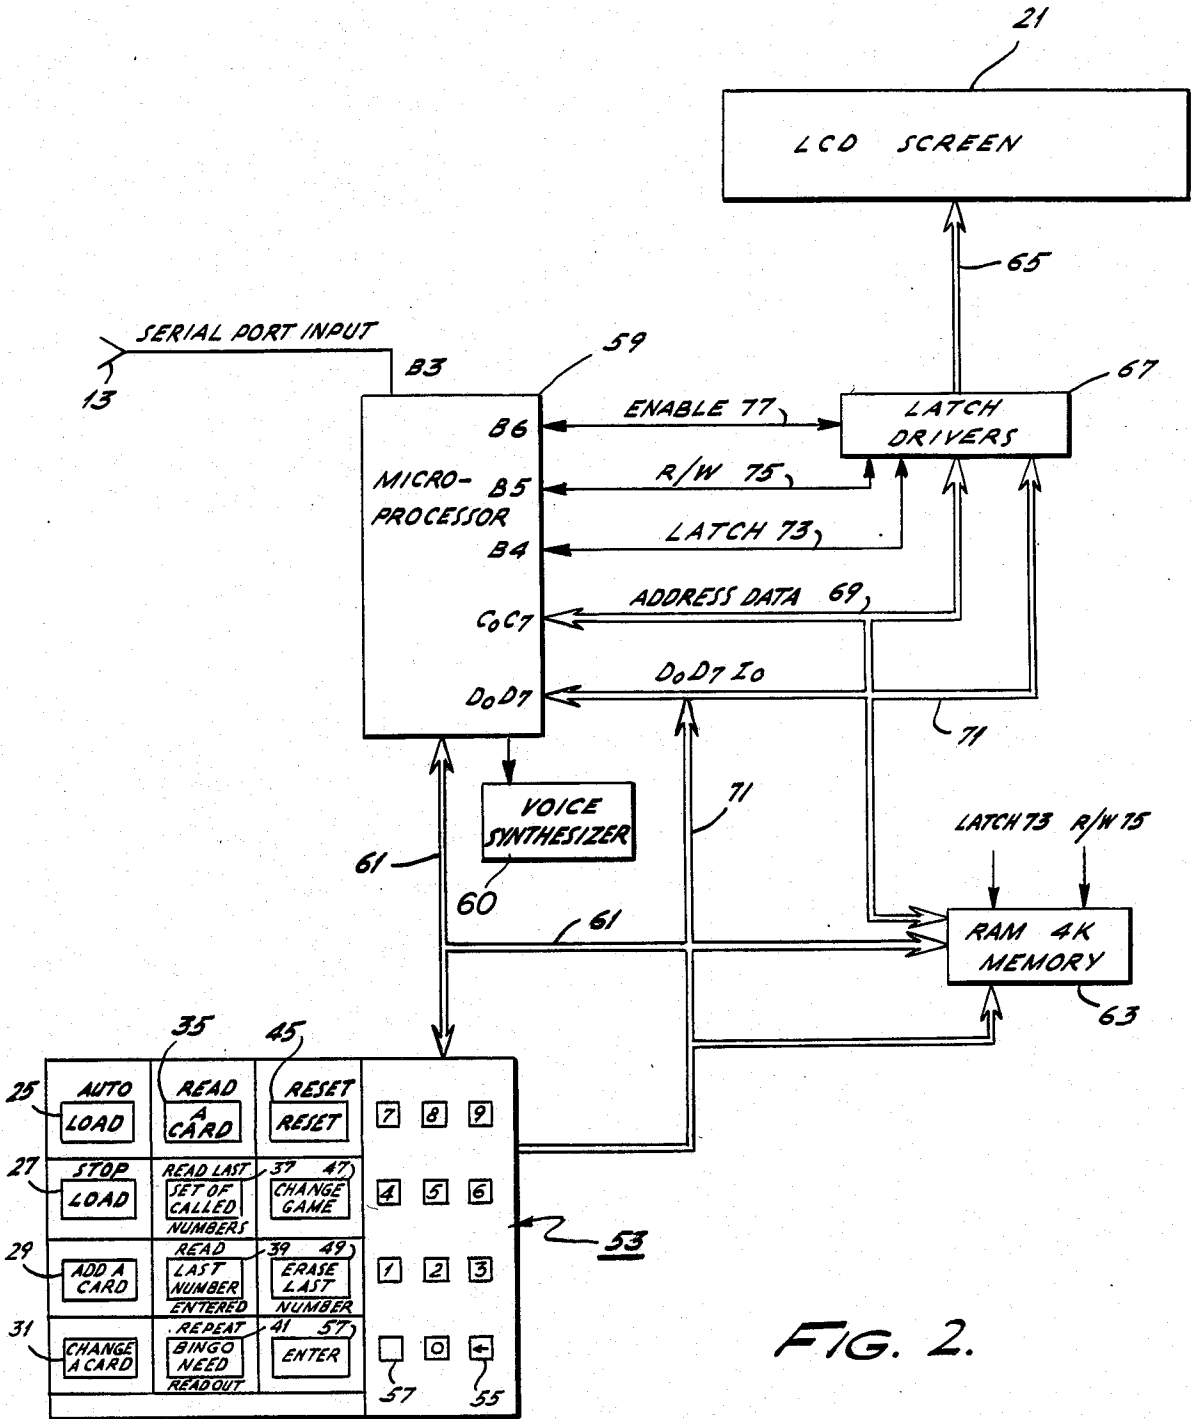 21
LCD SCREEN
65
SERIAL PORT INPUT
13
B3
59
67
ENABLE 77
LATCH
DRIVERS
B6
MICRO-
PROCESSOR
R/W 75
B5
LATCH 73
B4
ADDRESS DATA 69
C0C7
D0D7 I0
D0D7
71
VOICE
SYNTHESIZER
60
71
61
61
LATCH 73 R/W 75
RAM 4K
MEMORY
63
35
45
25
AUTO
LOAD
READ
A
CARD
RESET
RESET
7 8 9
27
STOP
LOAD
READ LAST 37
SET OF
CALLED
NUMBERS
47
CHANGE
GAME
4 5 6
53
29
ADD A
CARD
READ 39
LAST
NUMBER
ENTERED
49
ERASE
LAST
NUMBER
1 2 3
31
CHANGE
A CARD
REPEAT 41
BINGO
NEED
READOUT
57
ENTER
0 ←
57
55
FIG. 2.